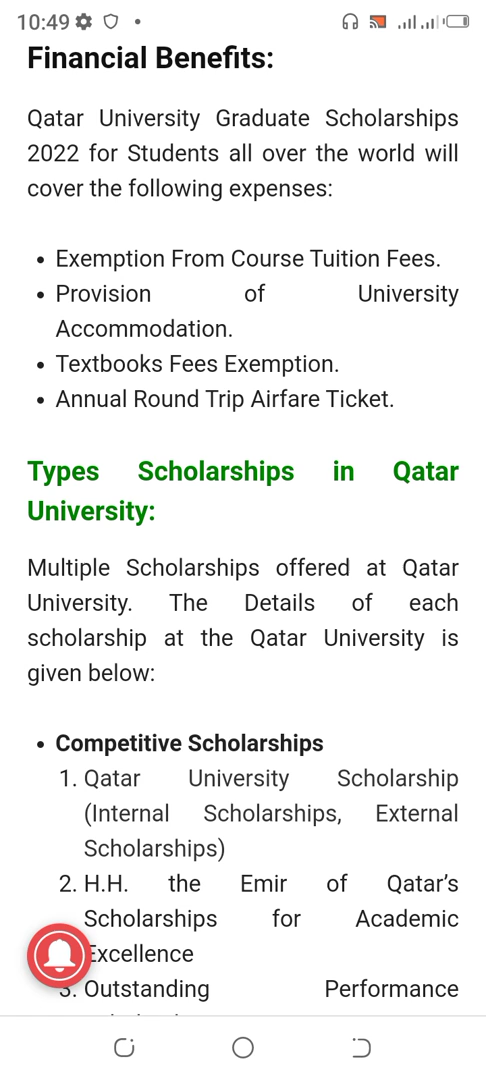 10:49
Financial Benefits:
Qatar University Graduate Scholarships
2022 for Students all over the world will
cover the following expenses:
• Exemption From Course Tuition Fees.
• Provision of University
Accommodation.
• Textbooks Fees Exemption.
• Annual Round Trip Airfare Ticket.
Types Scholarships in Qatar
University:
Multiple Scholarships offered at Qatar
University. The Details of each
scholarship at the Qatar University is
given below:
• Competitive Scholarships
1. Qatar University Scholarship
(Internal Scholarships, External
Scholarships)
2. H.H. the Emir of Qatar’s
Scholarships for Academic
Excellence
3. Outstanding Performance